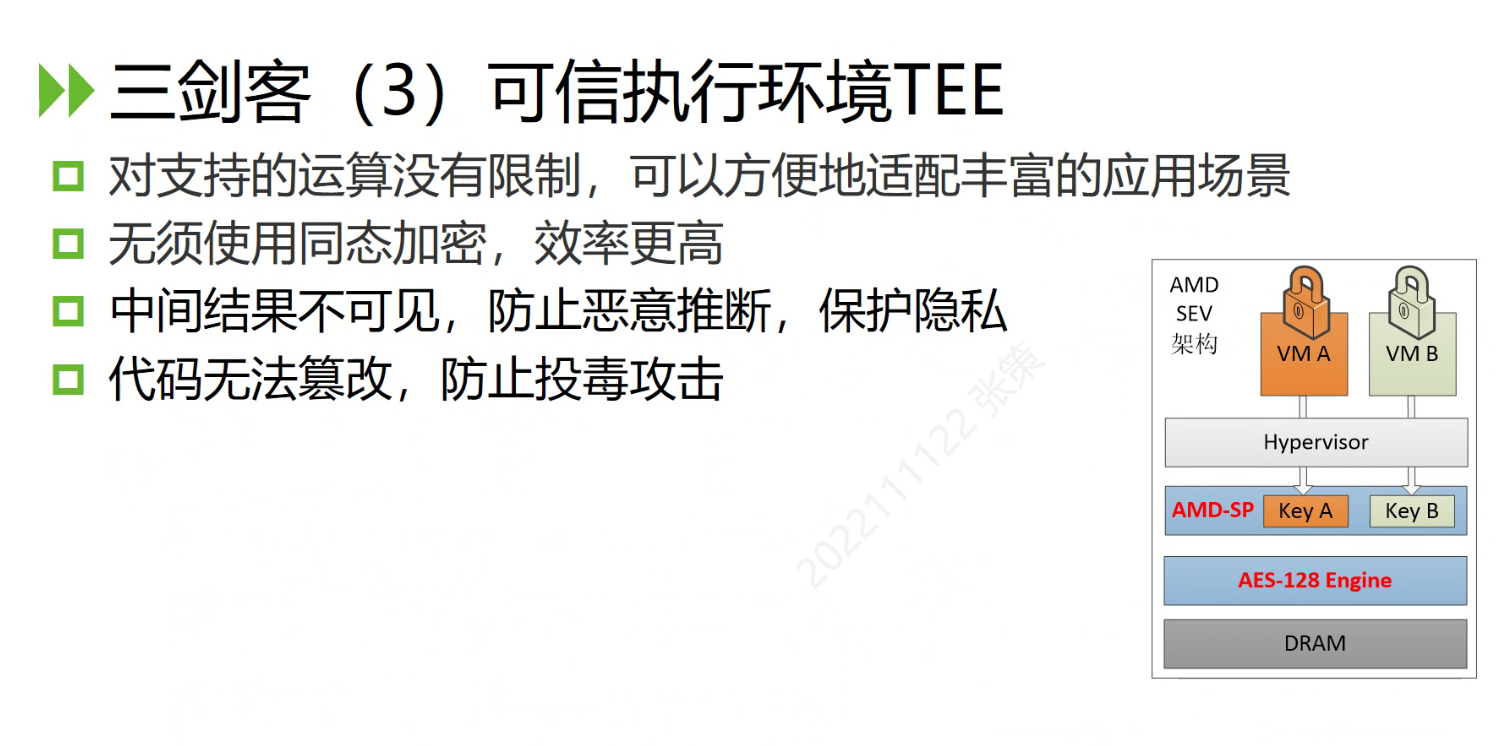 三剑客（3）可信执行环境TEE
对支持的运算没有限制，可以方便地适配丰富的应用场景
无须使用同态加密，效率更高
中间结果不可见，防止恶意推断，保护隐私
代码无法篡改，防止投毒攻击
2022111122 张策
AMD
SEV
架构
VM A
VM B
Hypervisor
AMD-SP
Key A
Key B
AES-128 Engine
DRAM